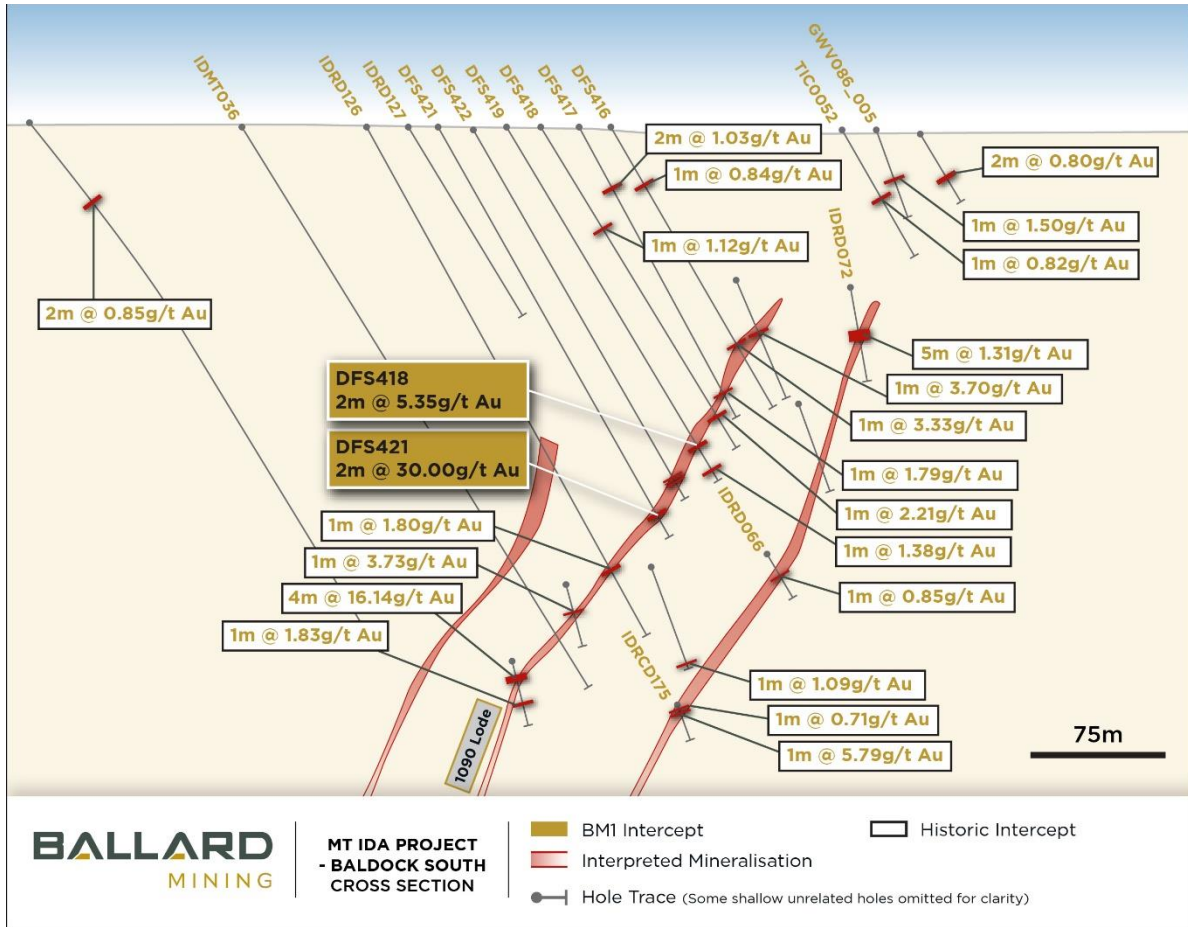 IDMT036
IDRD126
IDRD127
DFS421
DFS422
DFS419
DFS418
DFS417
DFS416
TIC0052
GWV086_005
2m @ 1.03g/t Au
1m @ 0.84g/t Au
2m @ 0.80g/t Au
1m @ 1.12g/t Au
1m @ 1.50g/t Au
1m @ 0.82g/t Au
IDRD072
2m @ 0.85g/t Au
5m @ 1.31g/t Au
1m @ 3.70g/t Au
1m @ 3.33g/t Au
DFS418
2m @ 5.35g/t Au
DFS421
2m @ 30.00g/t Au
1m @ 1.79g/t Au
1m @ 2.21g/t Au
1m @ 1.38g/t Au
IDRD066
1m @ 0.85g/t Au
1m @ 1.80g/t Au
1m @ 3.73g/t Au
4m @ 16.14g/t Au
1m @ 1.83g/t Au
IDRCD175
1m @ 1.09g/t Au
1m @ 0.71g/t Au
1m @ 5.79g/t Au
1090 Lode
75m
BALLARD
MINING
MT IDA PROJECT
- BALDOCK SOUTH
CROSS SECTION
BM1 Intercept
Historic Intercept
Interpreted Mineralisation
Hole Trace (Some shallow unrelated holes omitted for clarity)